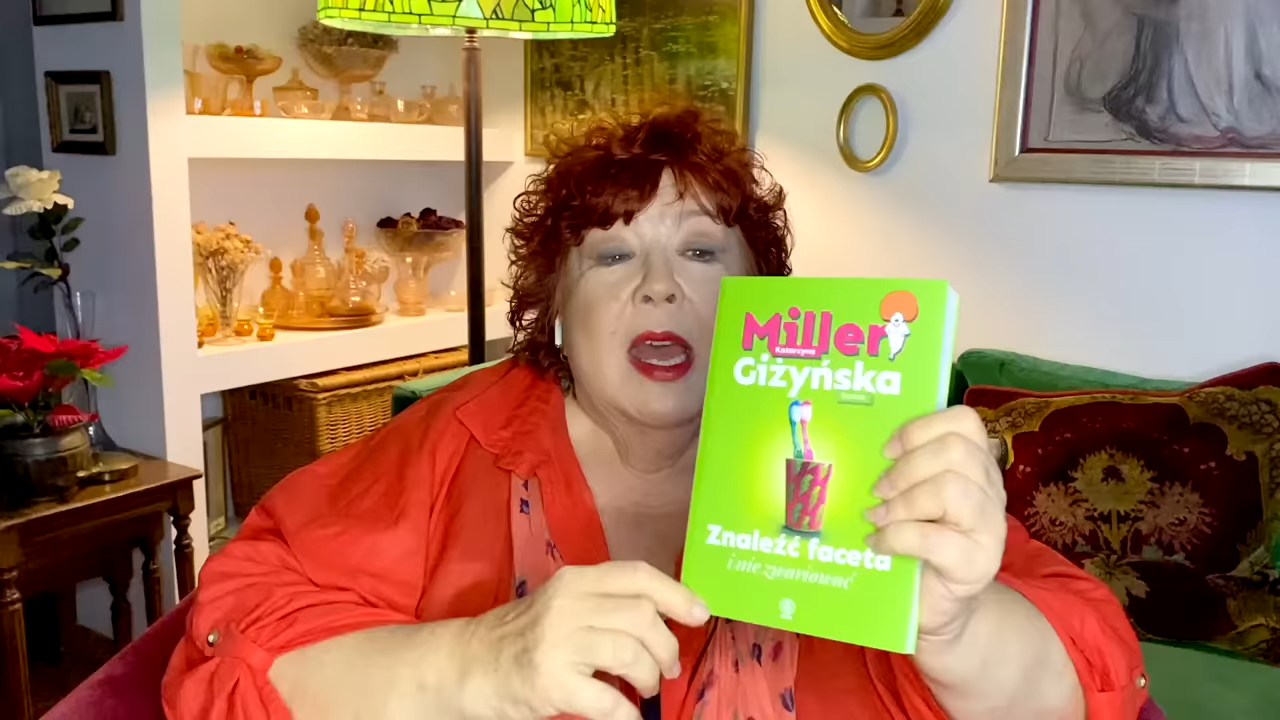 Miller
Katarzyna
Giżyńska
Znaleźć faceta
i nie zwariować